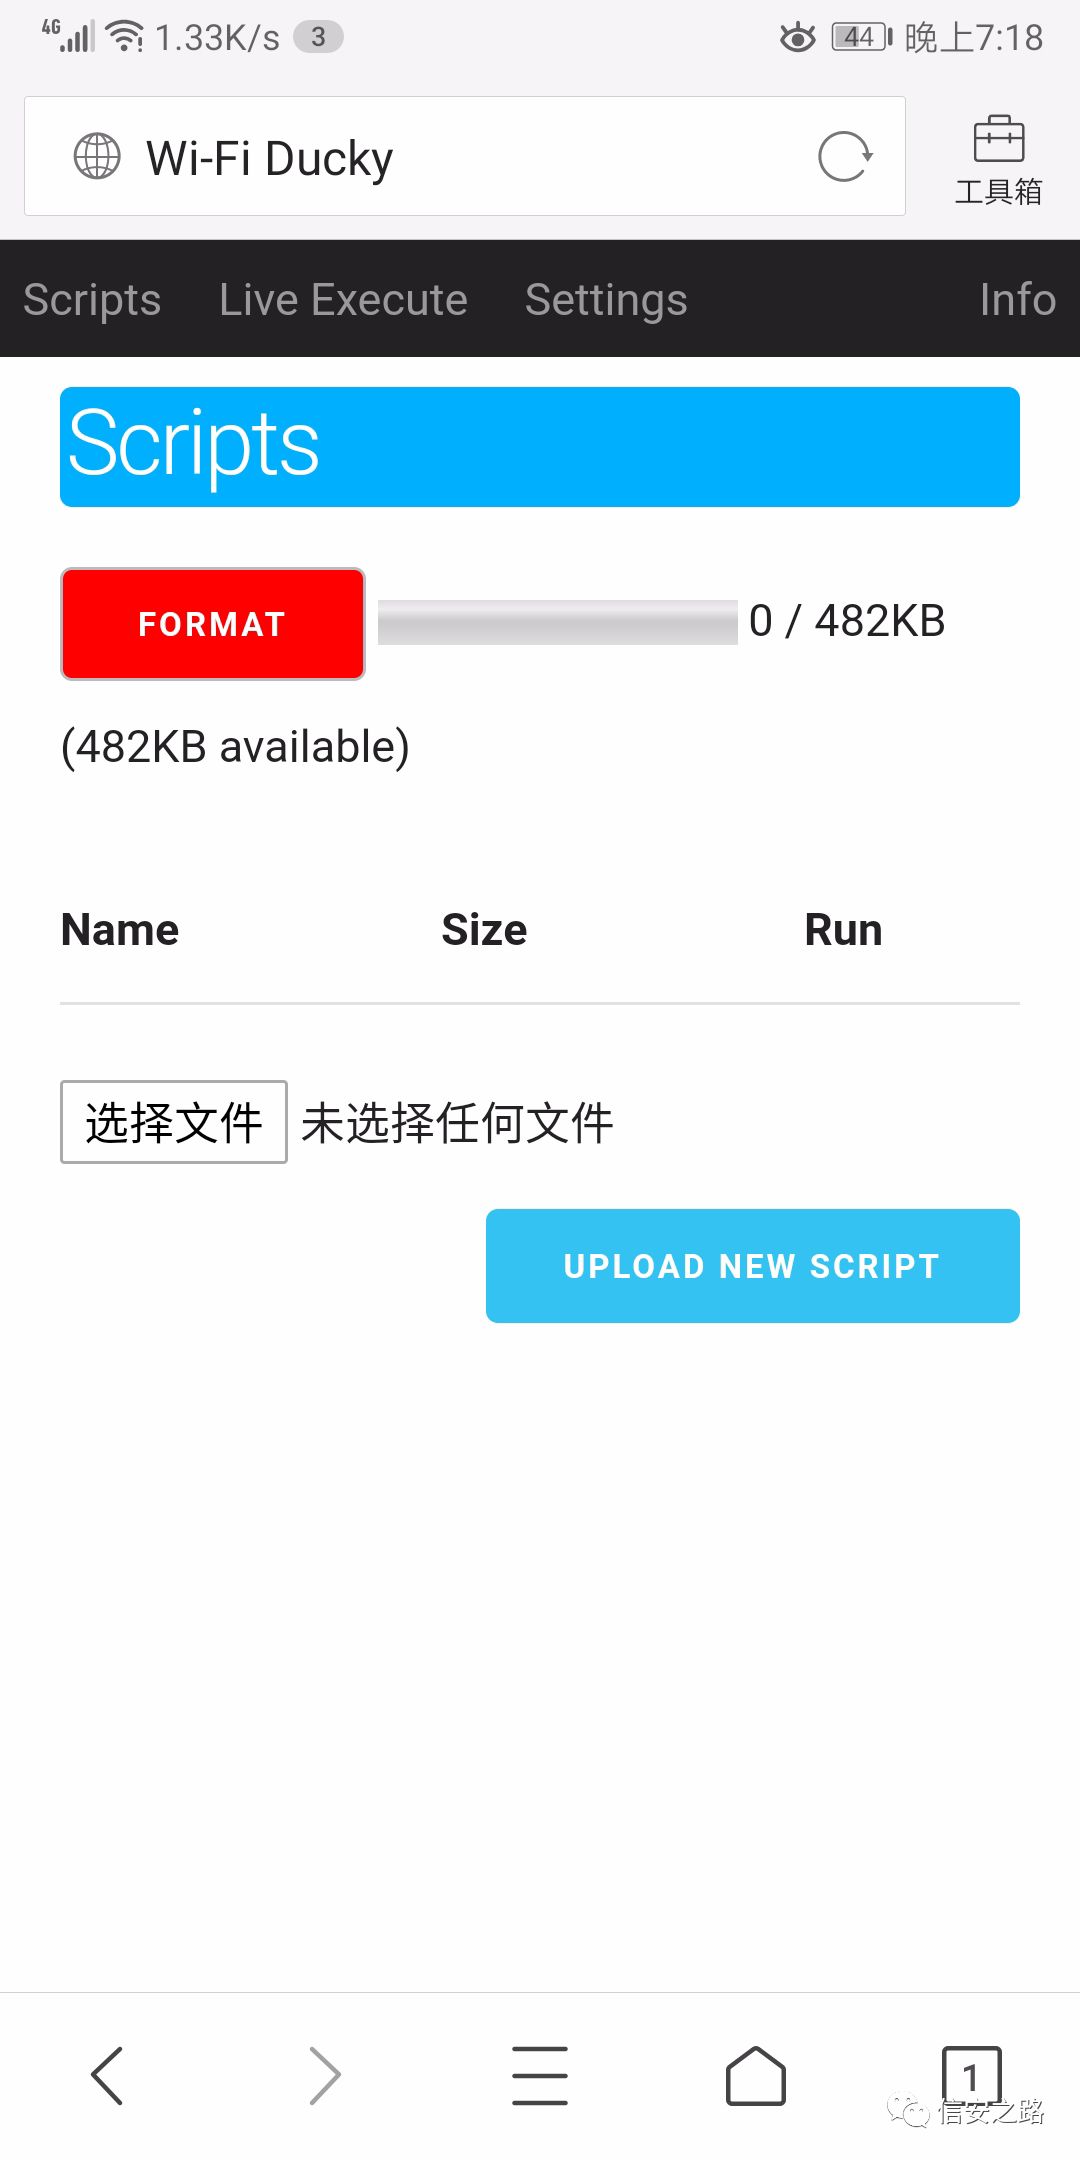 4G 1.33K/s 3 44 晚上7:18
Wi-Fi Ducky
工具箱
Scripts Live Execute Settings Info
Scripts
FORMAT 0 / 482KB
(482KB available)
Name Size Run
选择文件 未选择任何文件
UPLOAD NEW SCRIPT
1
信安之路